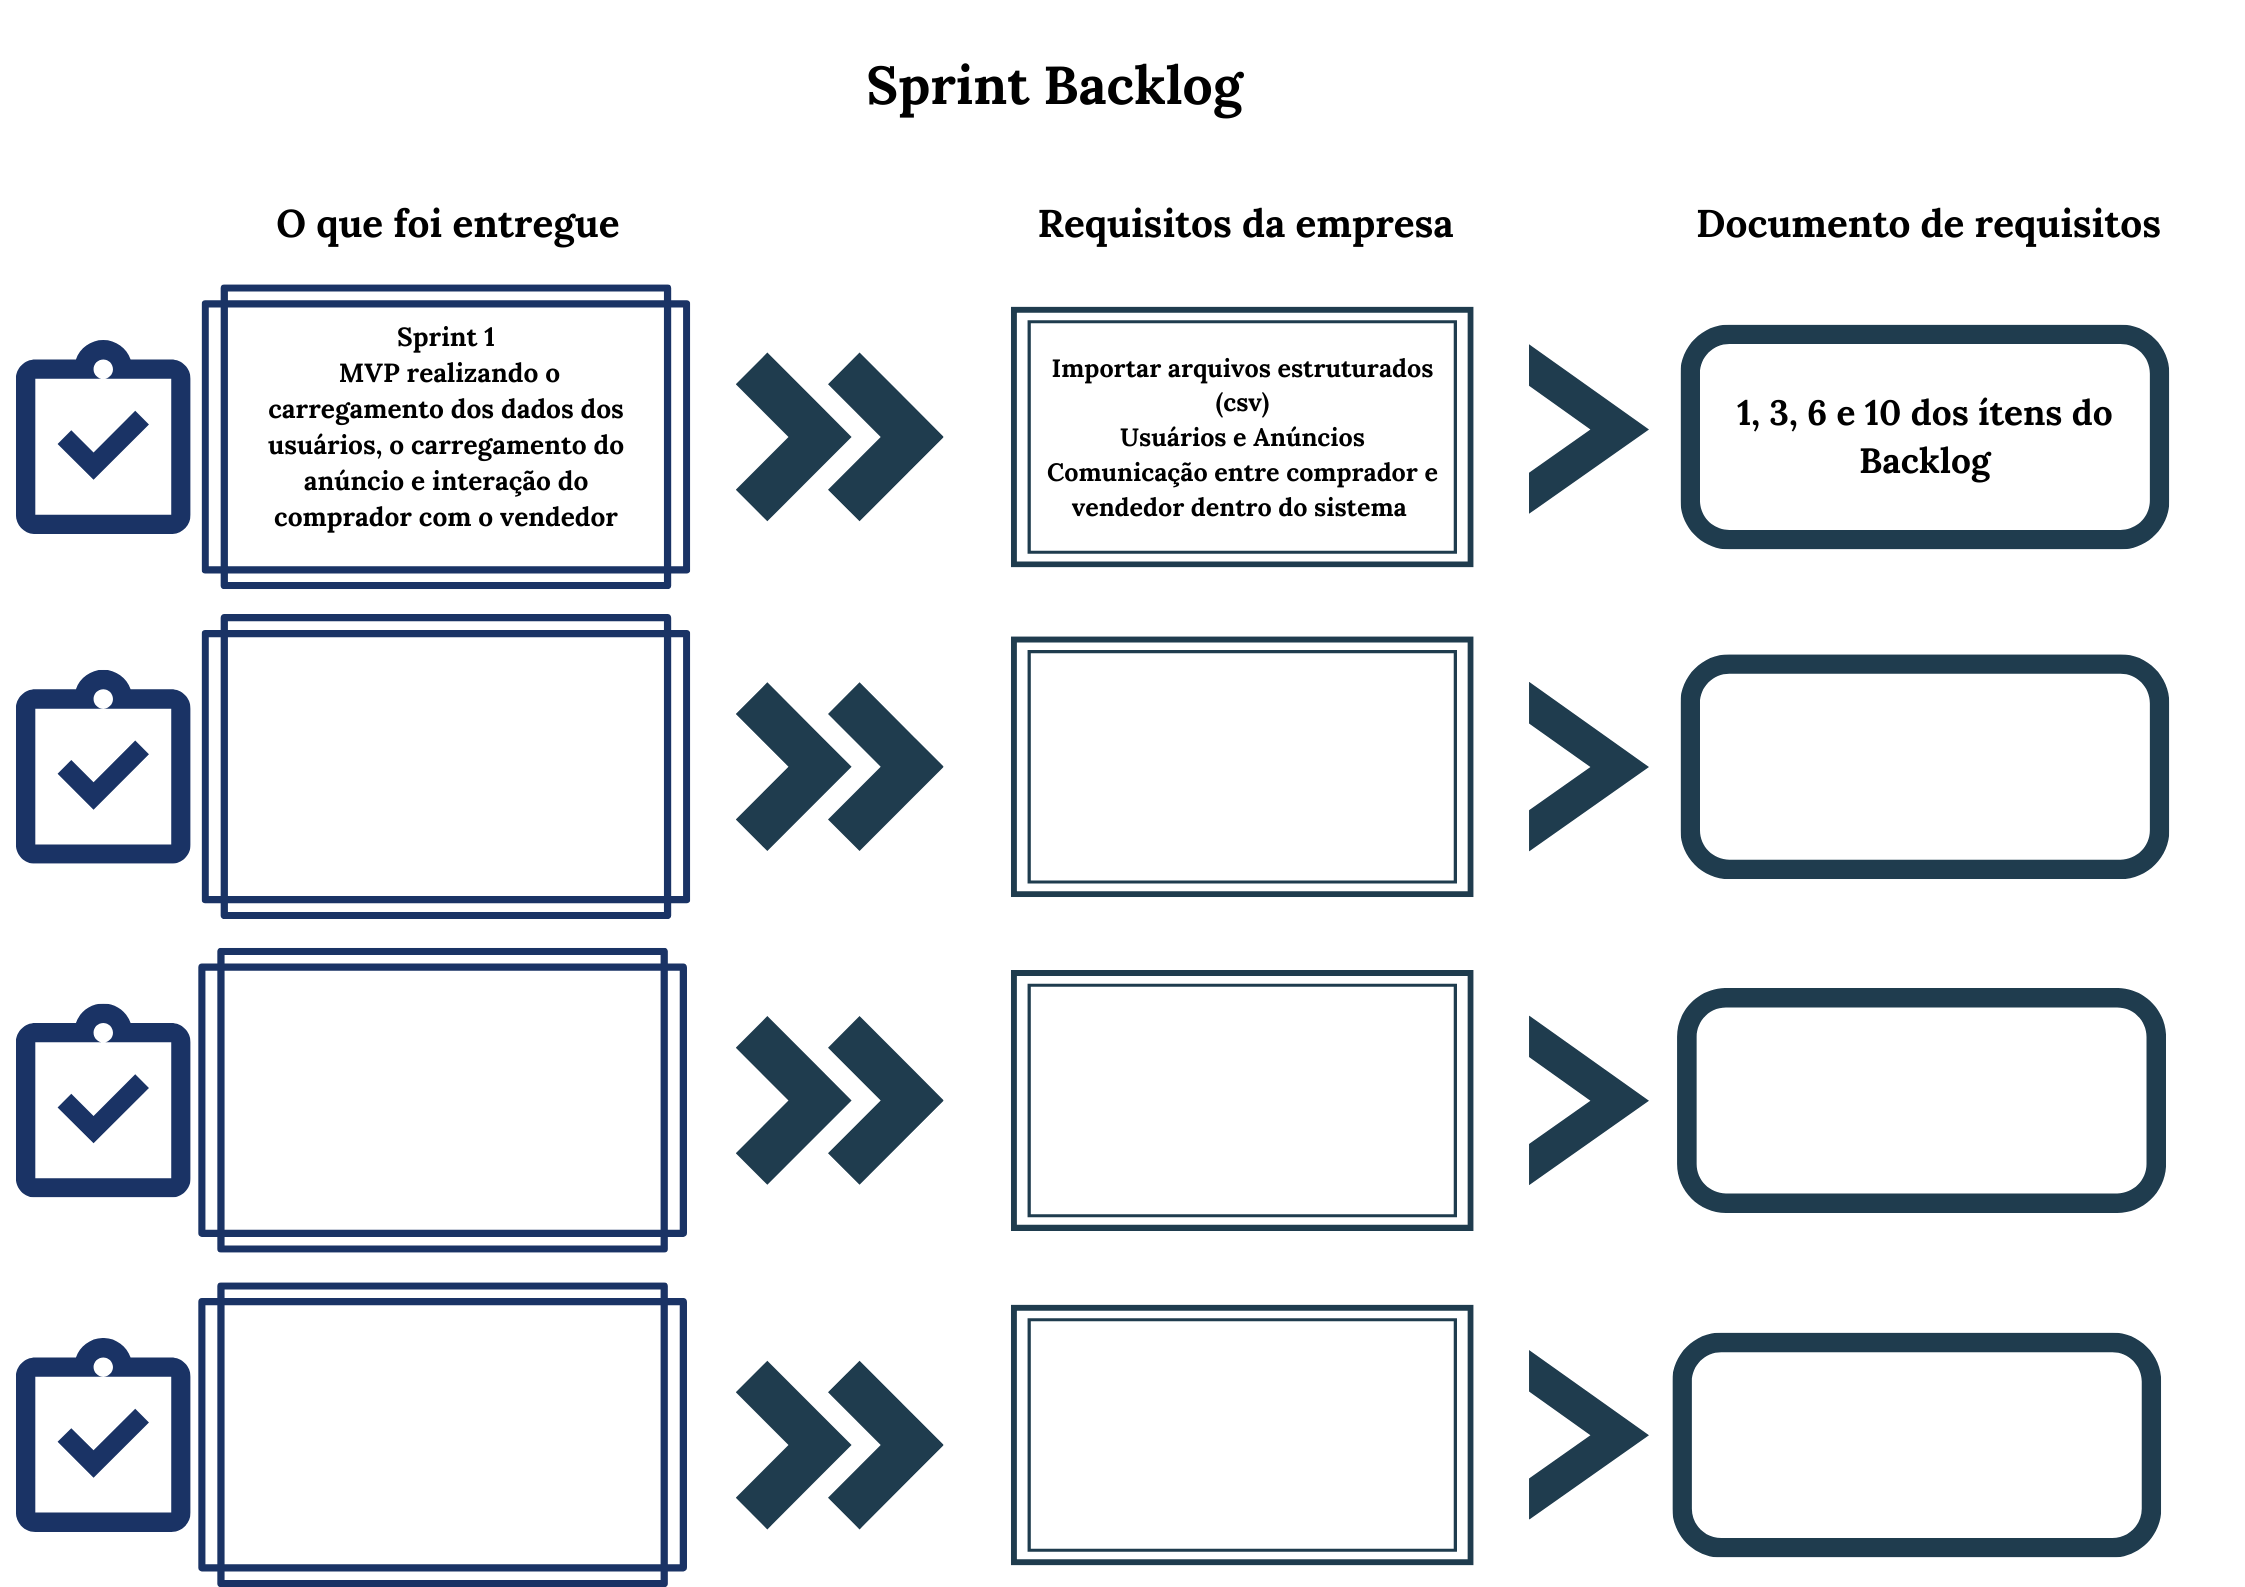 Sprint Backlog
O que foi entregue
Requisitos da empresa
Documento de requisitos
Sprint 1
MVP realizando o
carregamento dos dados dos
usuários, o carregamento do
anúncio e interação do
comprador com o vendedor
Importar arquivos estruturados
(csv)
Usuários e Anúncios
Comunicação entre comprador e
vendedor dentro do sistema
1, 3, 6 e 10 dos ítens do
Backlog